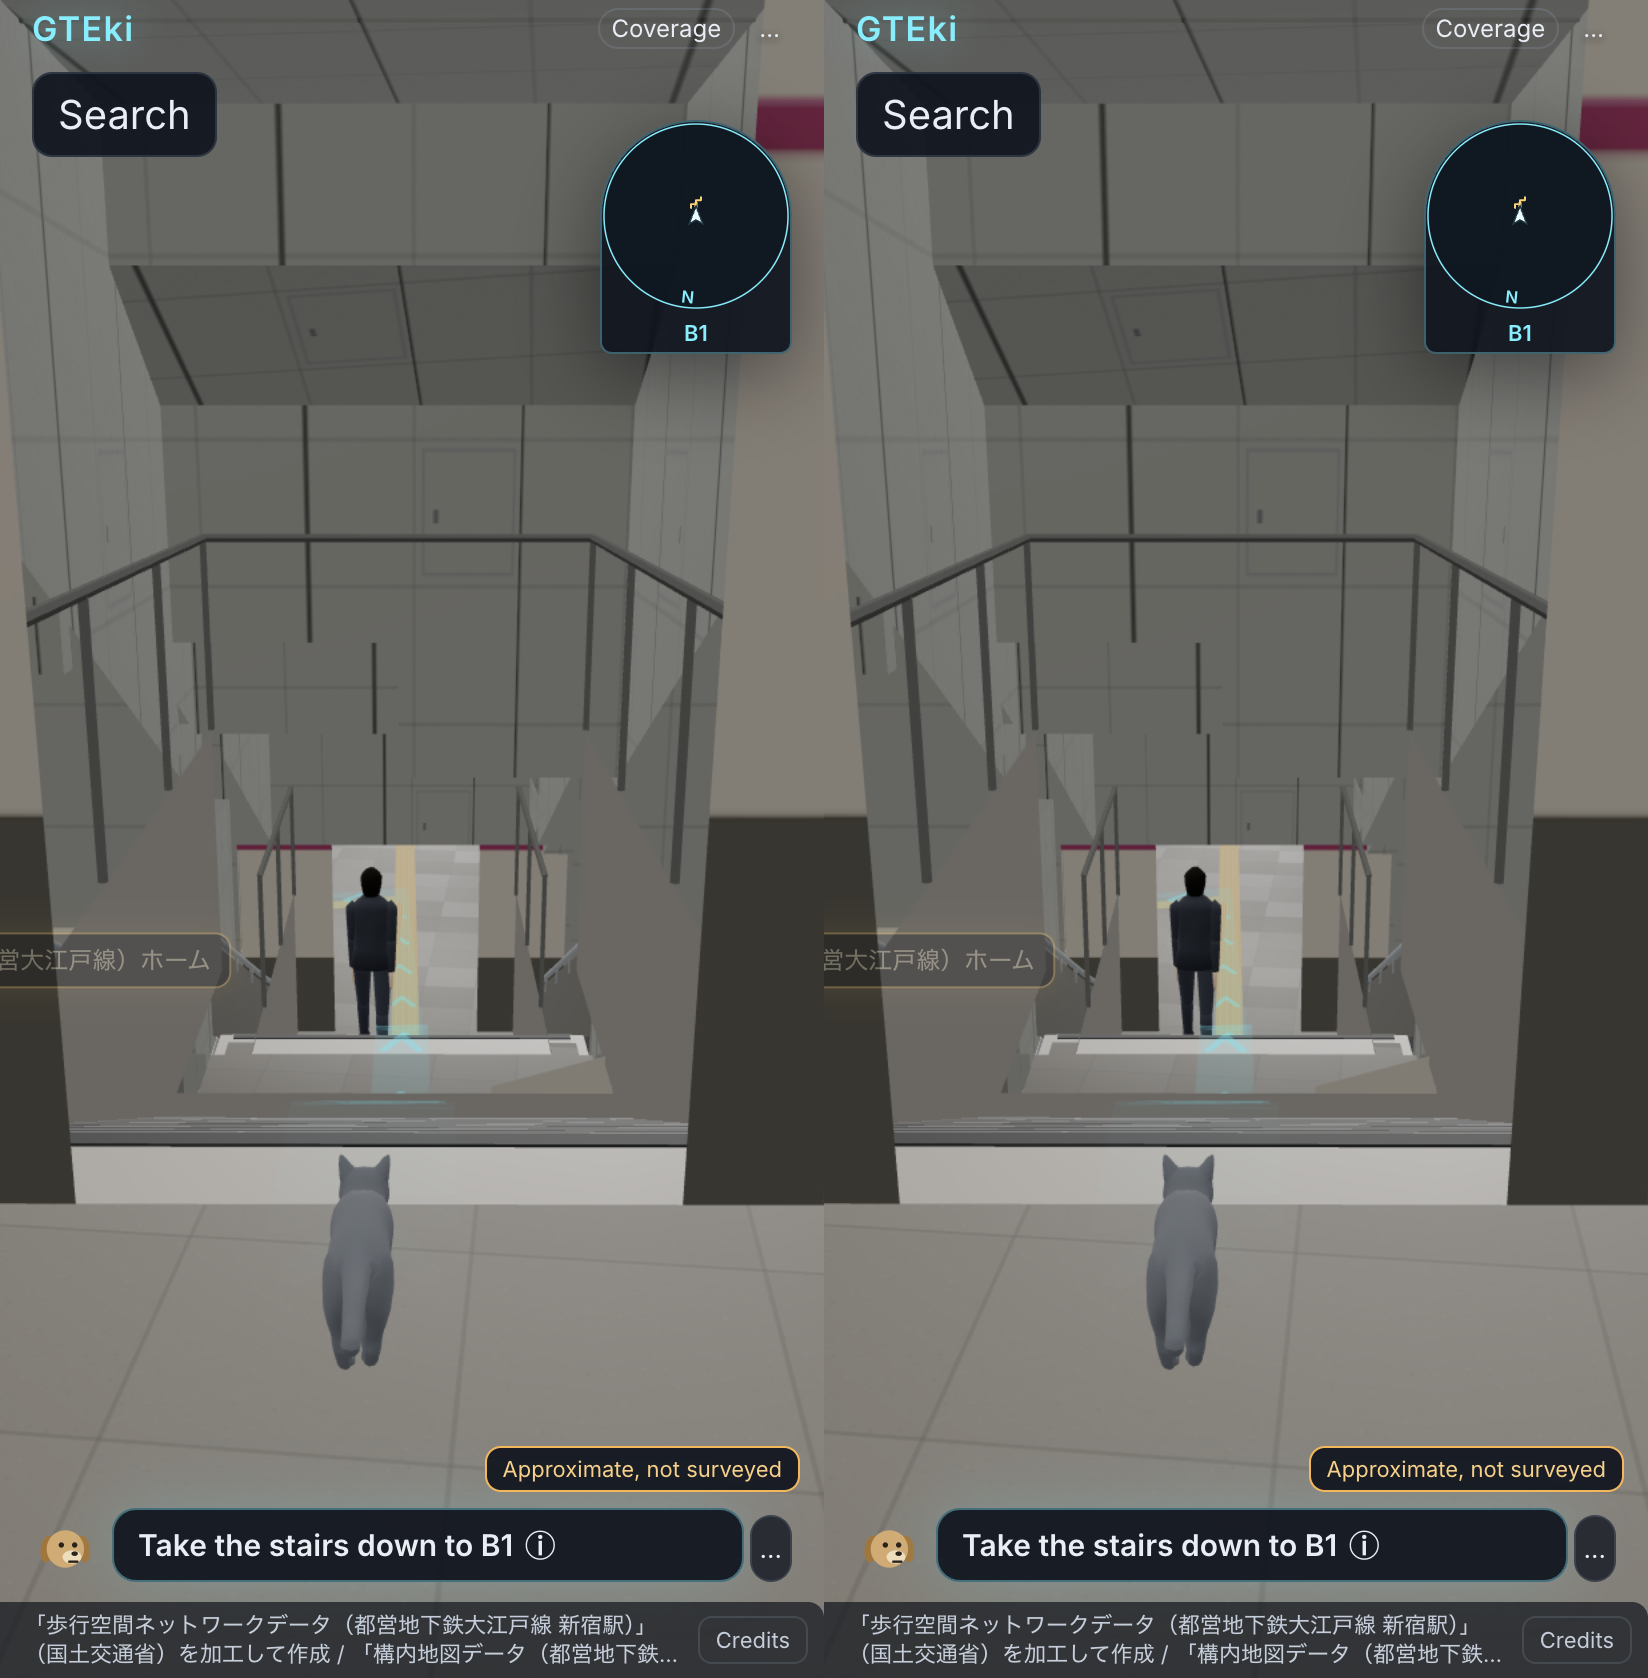 GTEki
Coverage
...
Search
N
B1
営大江戸線）ホーム
Approximate, not surveyed
Take the stairs down to B1 ⓘ
...
「歩行空間ネットワークデータ（都営地下鉄大江戸線 新宿駅）」
（国土交通省）を加工して作成 / 「構内地図データ（都営地下鉄...
Credits
GTEki
Coverage
...
Search
N
B1
営大江戸線）ホーム
Approximate, not surveyed
Take the stairs down to B1 ⓘ
...
「歩行空間ネットワークデータ（都営地下鉄大江戸線 新宿駅）」
（国土交通省）を加工して作成 / 「構内地図データ（都営地下鉄...
Credits